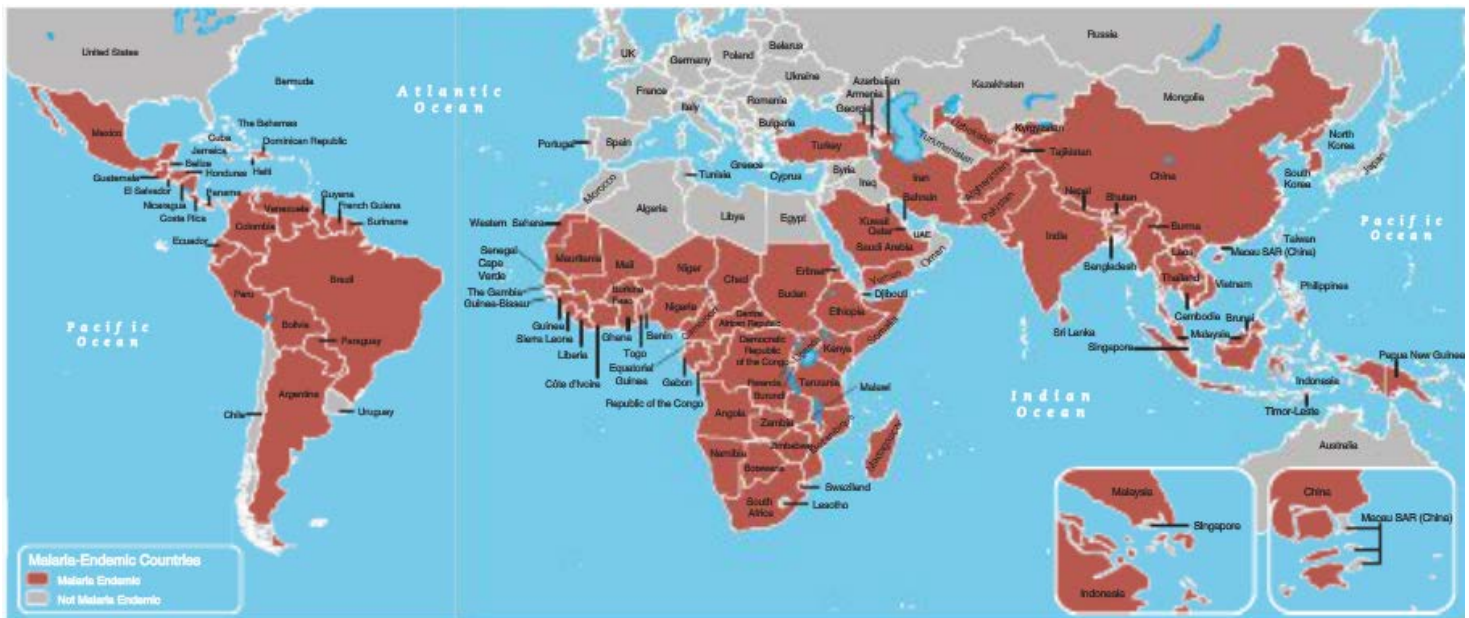 United States
Bermuda
Atlantic
Ocean
Mexico
The Bahamas
Cuba
Dominican Republic
Jamaica
Belize
Haiti
Honduras
Guatemala
El Salvador
Panama
Nicaragua
Costa Rica
Guyana
French Guiana
Venezuela
Suriname
Colombia
Ecuador
Brazil
Peru
Bolivia
Paraguay
Pacific
Ocean
Argentina
Chile
Uruguay
UK
Germany
Poland
Belarus
Ukraine
France
Romania
Italy
Bulgaria
Portugal
Spain
Greece
Cyprus
Tunisia
Morocco
Algeria
Libya
Egypt
Western Sahara
Russia
Kazakhstan
Mongolia
Azerbaijan
Armenia
Georgia
Uzbekistan
Kyrgyzstan
Turkmenistan
Tajikistan
Turkey
Syria
Iraq
Iran
Afghanistan
Pakistan
Kuwait
Bahrain
Qatar
UAE
Saudi Arabia
Oman
Yemen
North
Korea
South
Korea
Japan
China
Nepal
Bhutan
India
Burma
Bangladesh
Laos
Macau SAR (China)
Taiwan
Thailand
Vietnam
Philippines
Pacific
Ocean
Cambodia
Brunei
Sri Lanka
Malaysia
Singapore
Papua New Guinea
Indonesia
Timor-Leste
Indian
Ocean
Australia
Senegal
Cape
Verde
The Gambia
Guinea-Bissau
Mauritania
Mali
Niger
Chad
Eritrea
Sudan
Djibouti
Burkina
Faso
Nigeria
Ethiopia
Somalia
Guinea
Sierra Leone
Liberia
Côte d'Ivoire
Ghana
Togo
Benin
Cameroon
Central
African Republic
Equatorial
Guinea
Gabon
Republic of the Congo
Democratic
Republic
of the Congo
Uganda
Kenya
Rwanda
Burundi
Tanzania
Malawi
Angola
Zambia
Mozambique
Zimbabwe
Namibia
Botswana
Madagascar
Swaziland
South
Africa
Lesotho
Malaysia
Singapore
Indonesia
China
Macau SAR (China)
Malaria-Endemic Countries
Malaria Endemic
Not Malaria Endemic